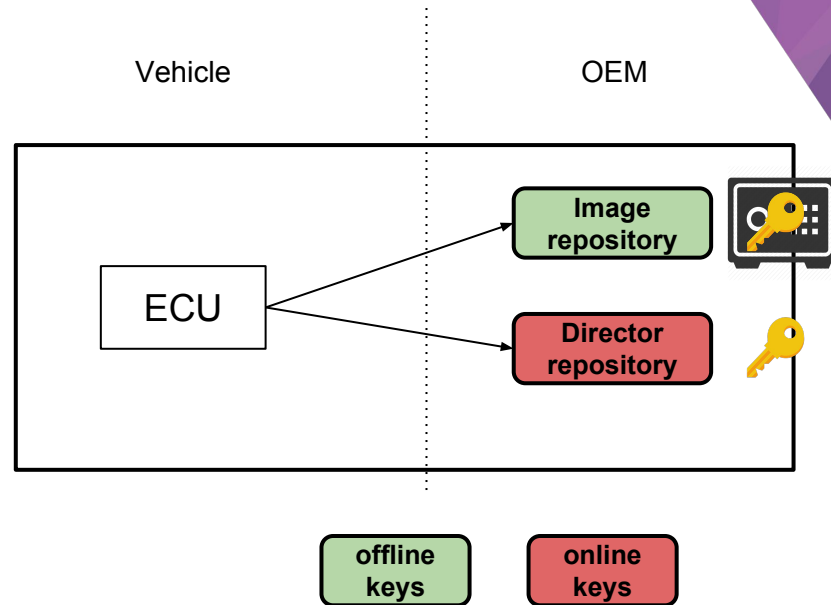 Vehicle
OEM
Image
repository
ECU
Director
repository
offline
keys
online
keys